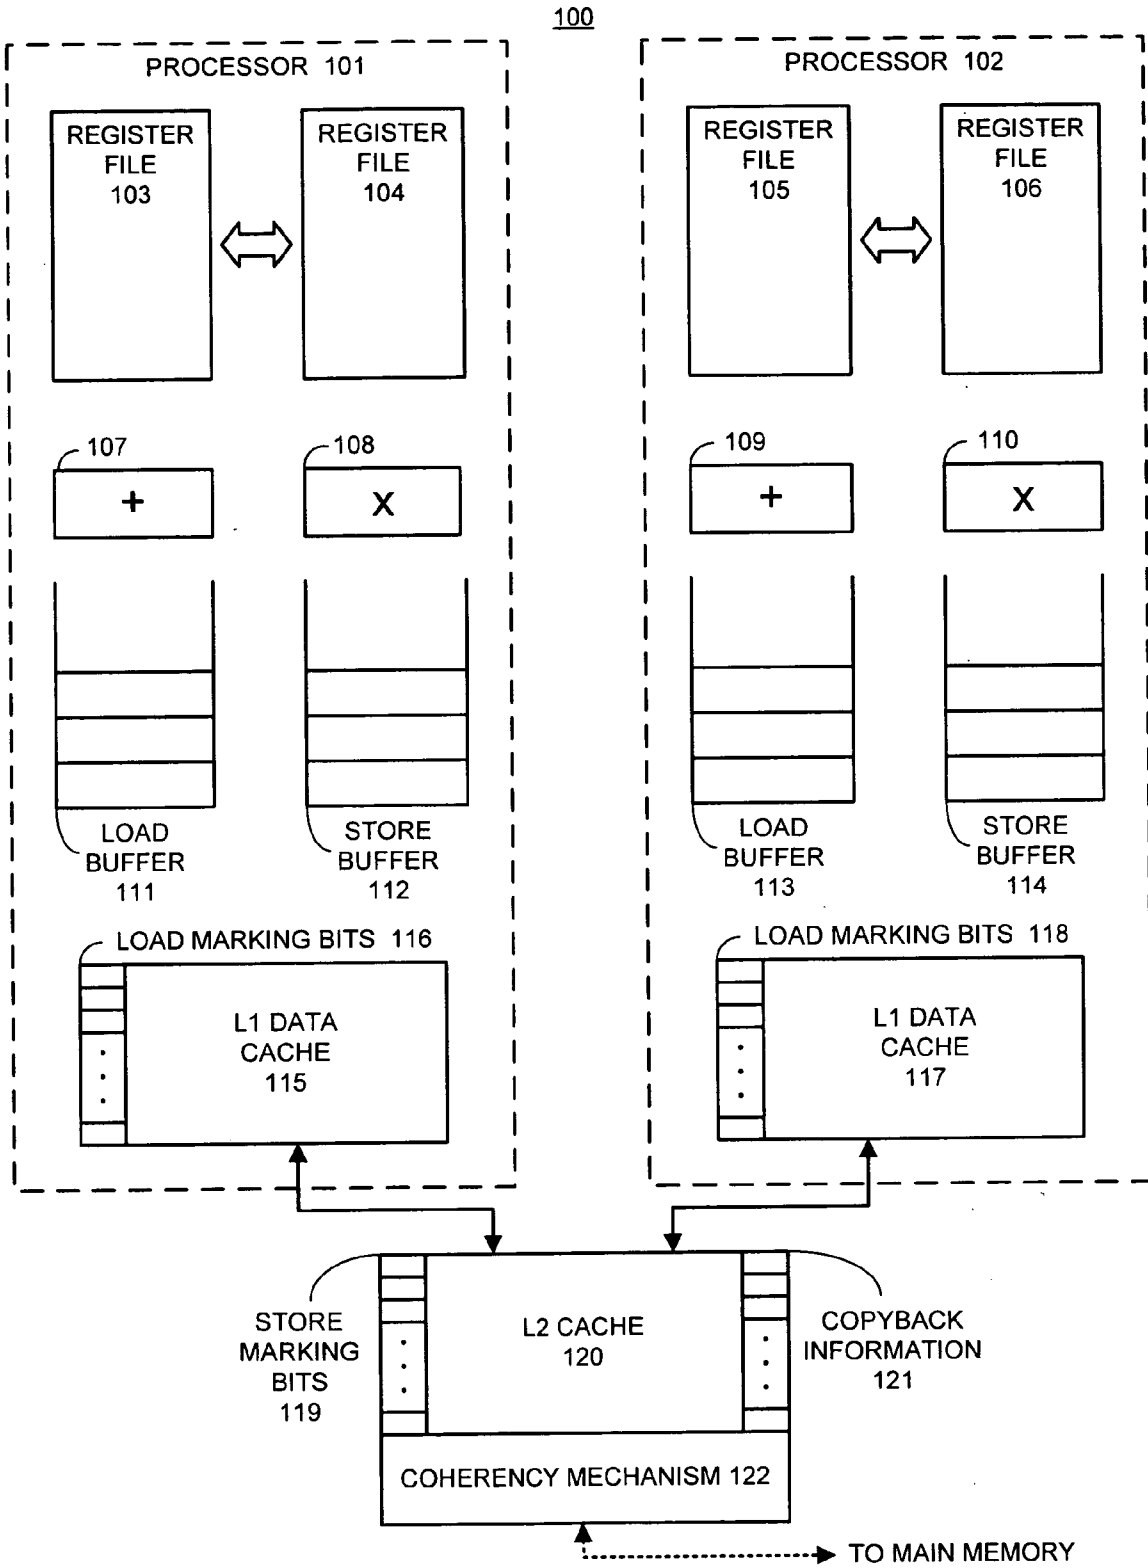 100
PROCESSOR 101
REGISTER
FILE
103
REGISTER
FILE
104
107
+
108
X
LOAD
BUFFER
111
STORE
BUFFER
112
LOAD MARKING BITS 116
L1 DATA
CACHE
115
PROCESSOR 102
REGISTER
FILE
105
REGISTER
FILE
106
109
+
110
X
LOAD
BUFFER
113
STORE
BUFFER
114
LOAD MARKING BITS 118
L1 DATA
CACHE
117
STORE
MARKING
BITS
119
L2 CACHE
120
COPYBACK
INFORMATION
121
COHERENCY MECHANISM 122
TO MAIN MEMORY